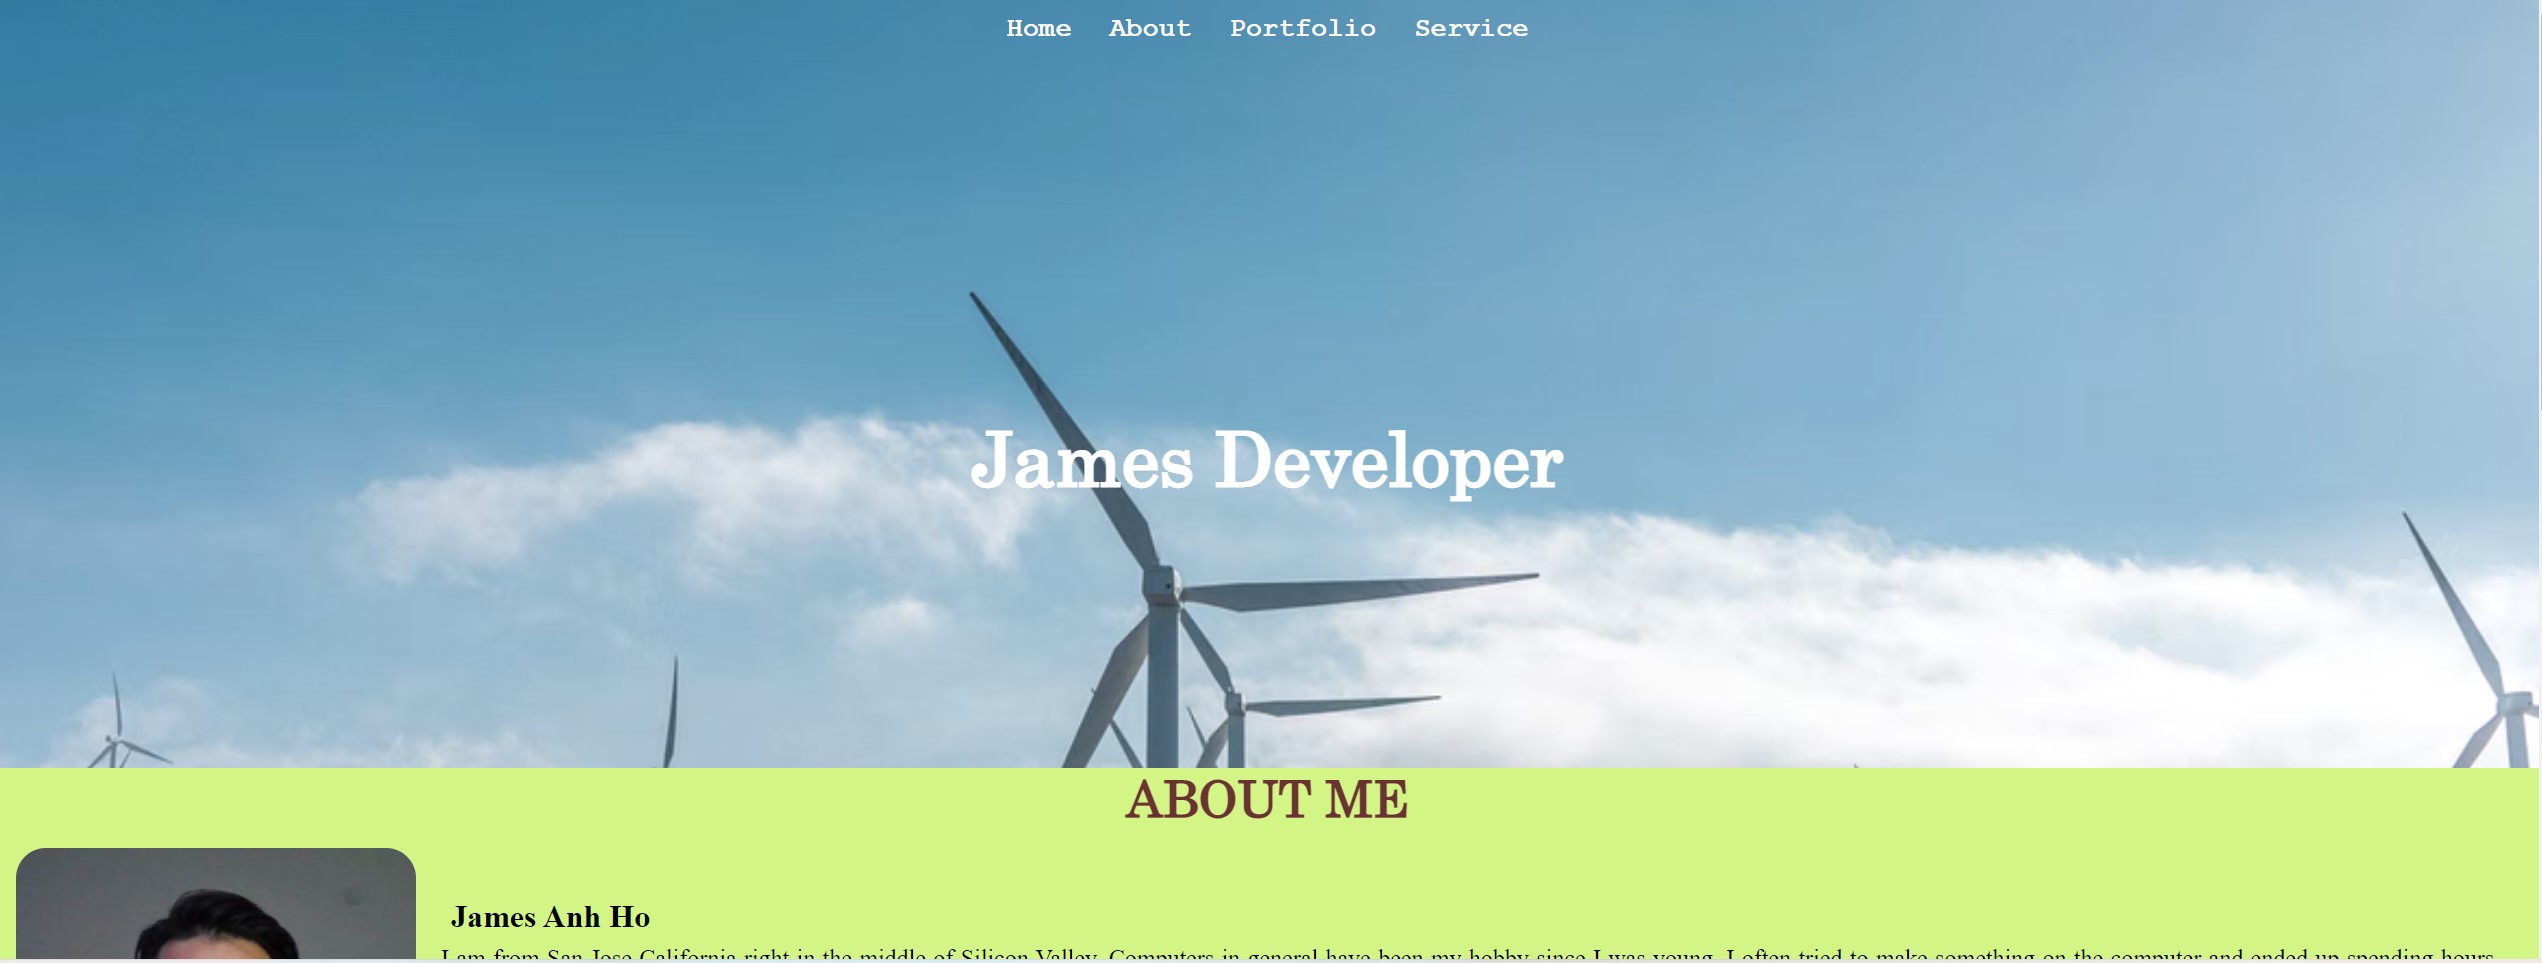 Home About Portfolio Service
James Developer
ABOUT ME
James Anh Ho
I am from San Jose California right in the middle of Silicon Valley. Computers in general have been my hobby since I was young. I often tried to make something on the computer and ended up spending hours